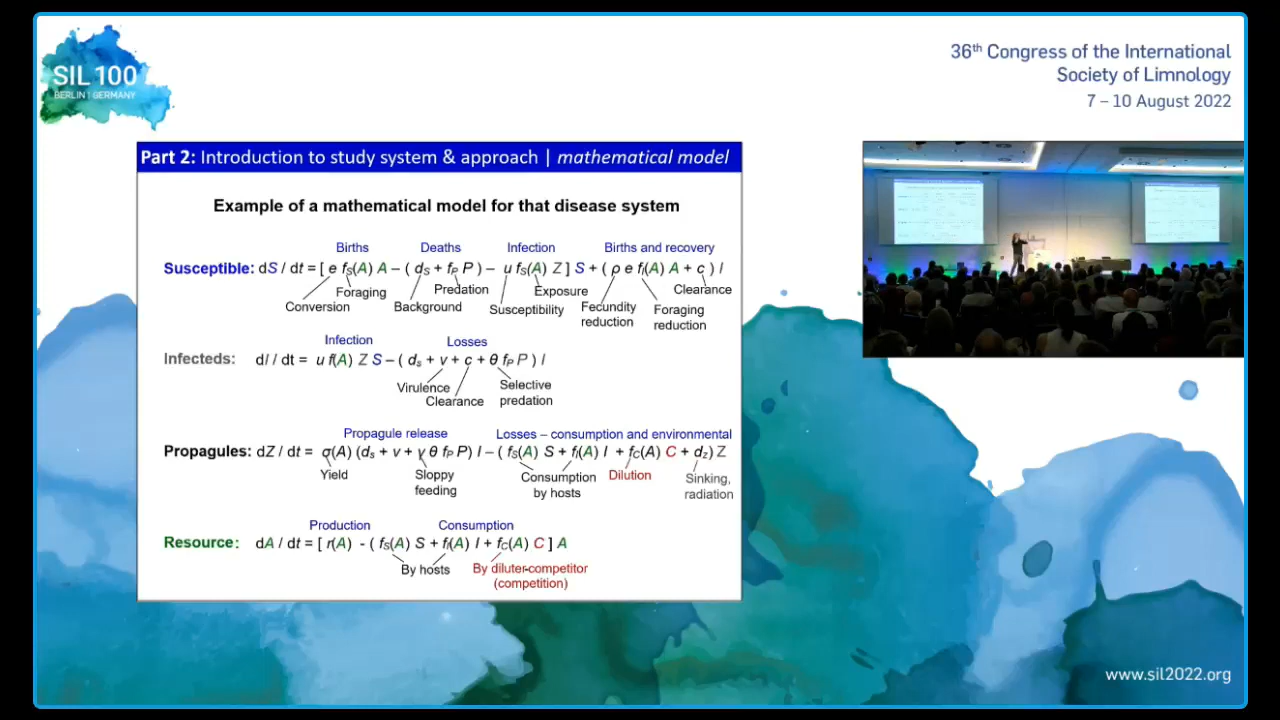 SIL 100
BERLIN | GERMANY
36th Congress of the International
Society of Limnology
7 – 10 August 2022
Part 2: Introduction to study system & approach | mathematical model
Example of a mathematical model for that disease system
Births Deaths Infection Births and recovery
Susceptible: dS / dt = [ e fS(A) A – ( dS + fP P ) – u fS(A) Z ] S + ( ρ e fI(A) A + c ) I
Conversion Foraging Background Predation Susceptibility Exposure Fecundity reduction Foraging reduction Clearance
Infection Losses
Infecteds: dI / dt = u f(A) Z S – ( ds + v + c + θ fP P ) I
Virulence Clearance Selective predation
Propagule release Losses – consumption and environmental
Propagules: dZ / dt = σ(A) (ds + v + γ θ fP P) I – ( fS(A) S + fI(A) I + fC(A) C + dz) Z
Yield Sloppy feeding Consumption by hosts Dilution Sinking, radiation
Production Consumption
Resource: dA / dt = [ r(A) - ( fS(A) S + fI(A) I + fC(A) C ] A
By hosts By diluter-competitor
(competition)
www.sil2022.org